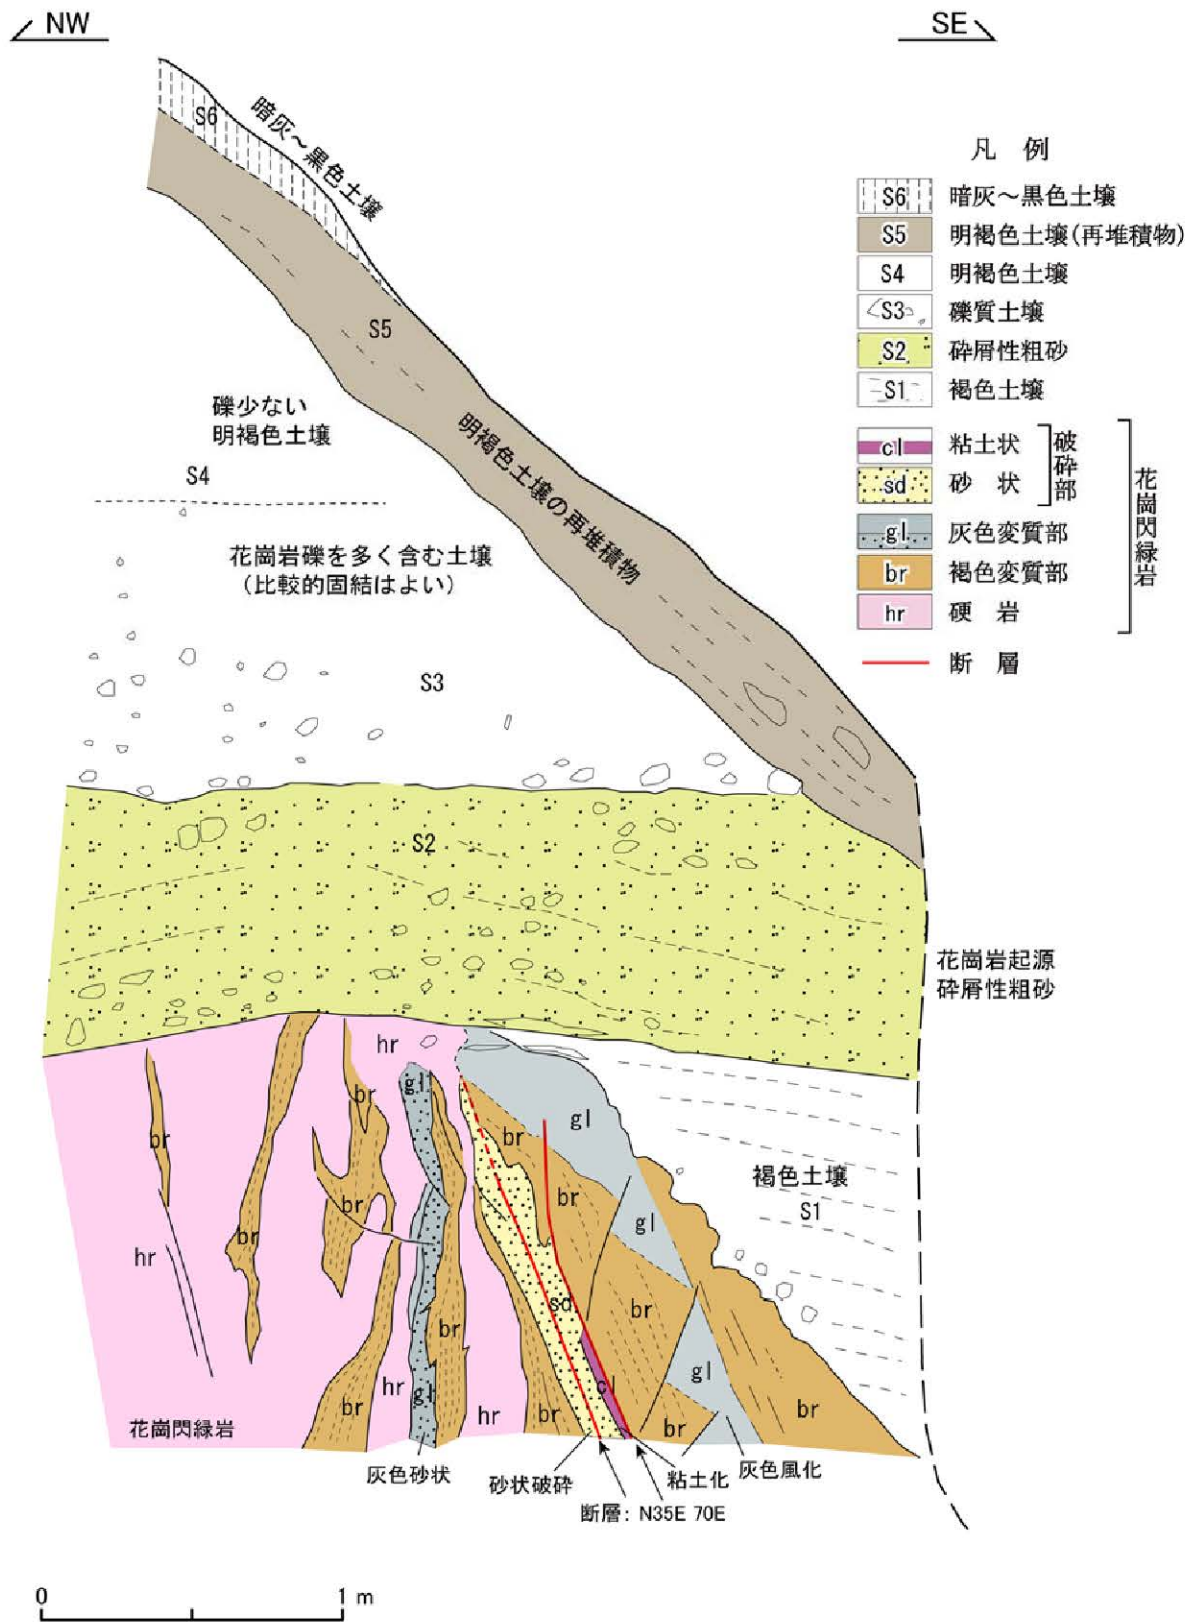 NW
SE
S6
暗灰～黒色土壌
S5
明褐色土壌の再堆積物
礫少ない
明褐色土壌
S4
花崗岩礫を多く含む土壌
（比較的固結はよい）
S3
S2
花崗岩起源
砕屑性粗砂
凡 例
S6 暗灰～黒色土壌
S5 明褐色土壌(再堆積物)
S4 明褐色土壌
S3 礫質土壌
S2 砕屑性粗砂
S1 褐色土壌
cl 粘土状
sd 砂 状
破砕部
gl 灰色変質部
br 褐色変質部
hr 硬 岩
花崗閃緑岩
断 層
hr
gl
br
br
gl
br
br
褐色土壌
S1
br
br
gl
hr
sd
br
br
hr
gl
cl
gl
br
hr
br
br
br
花崗閃緑岩
灰色砂状
砂状破砕
粘土化
灰色風化
断層: N35E 70E
0
1 m